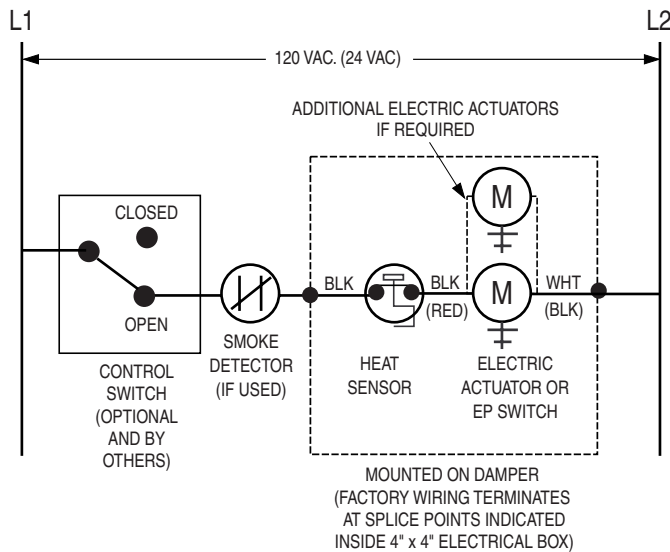 L1
L2
120 VAC. (24 VAC)
ADDITIONAL ELECTRIC ACTUATORS
IF REQUIRED
CLOSED
OPEN
CONTROL
SWITCH
(OPTIONAL
AND BY
OTHERS)
SMOKE
DETECTOR
(IF USED)
BLK
HEAT
SENSOR
BLK
(RED)
M
M
WHT
(BLK)
ELECTRIC
ACTUATOR OR
EP SWITCH
MOUNTED ON DAMPER
(FACTORY WIRING TERMINATES
AT SPLICE POINTS INDICATED
INSIDE 4" x 4" ELECTRICAL BOX)